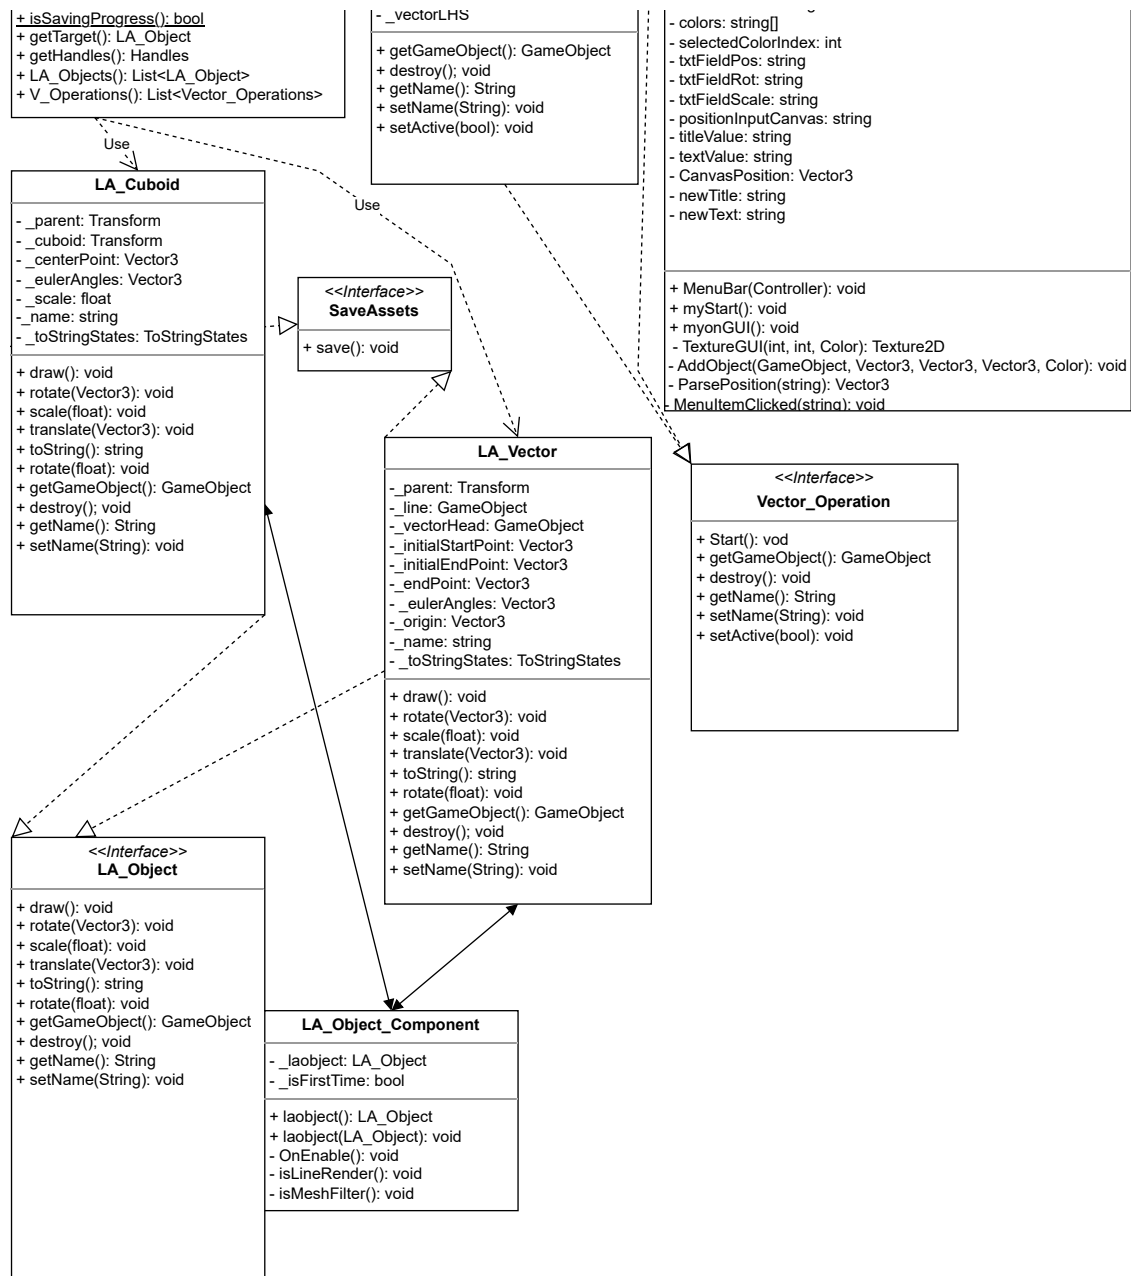 + isSavingProgress(): bool
+ getTarget(): LA_Object
+ getHandles(): Handles
+ LA_Objects(): List<LA_Object>
+ V_Operations(): List<Vector_Operations>
- _vectorLHS
+ getGameObject(): GameObject
+ destroy(); void
+ getName(): String
+ setName(String): void
+ setActive(bool): void
- colors: string[]
- selectedColorIndex: int
- txtFieldPos: string
- txtFieldRot: string
- txtFieldScale: string
- positionInputCanvas: string
- titleValue: string
- textValue: string
- CanvasPosition: Vector3
- newTitle: string
- newText: string
+ MenuBar(Controller): void
+ myStart(): void
+ myonGUI(): void
- TextureGUI(int, int, Color): Texture2D
- AddObject(GameObject, Vector3, Vector3, Vector3, Color): void
- ParsePosition(string): Vector3
- MenuItemClicked(string): void
Use
Use
LA_Cuboid
- _parent: Transform
- _cuboid: Transform
- _centerPoint: Vector3
- _eulerAngles: Vector3
- _scale: float
-_name: string
- _toStringStates: ToStringStates
+ draw(): void
+ rotate(Vector3): void
+ scale(float): void
+ translate(Vector3): void
+ toString(): string
+ rotate(float): void
+ getGameObject(): GameObject
+ destroy(); void
+ getName(): String
+ setName(String): void
<<Interface>>
SaveAssets
+ save(): void
LA_Vector
-_parent: Transform
-_line: GameObject
-_vectorHead: GameObject
-_initialStartPoint: Vector3
-_initialEndPoint: Vector3
-_endPoint: Vector3
- _eulerAngles: Vector3
-_origin: Vector3
-_name: string
- _toStringStates: ToStringStates
+ draw(): void
+ rotate(Vector3): void
+ scale(float): void
+ translate(Vector3): void
+ toString(): string
+ rotate(float): void
+ getGameObject(): GameObject
+ destroy(); void
+ getName(): String
+ setName(String): void
<<Interface>>
Vector_Operation
+ Start(): vod
+ getGameObject(): GameObject
+ destroy(): void
+ getName(): String
+ setName(String): void
+ setActive(bool): void
<<Interface>>
LA_Object
+ draw(): void
+ rotate(Vector3): void
+ scale(float): void
+ translate(Vector3): void
+ toString(): string
+ rotate(float): void
+ getGameObject(): GameObject
+ destroy(); void
+ getName(): String
+ setName(String): void
LA_Object_Component
- _laobject: LA_Object
- _isFirstTime: bool
+ laobject(): LA_Object
+ laobject(LA_Object): void
- OnEnable(): void
- isLineRender(): void
- isMeshFilter(): void